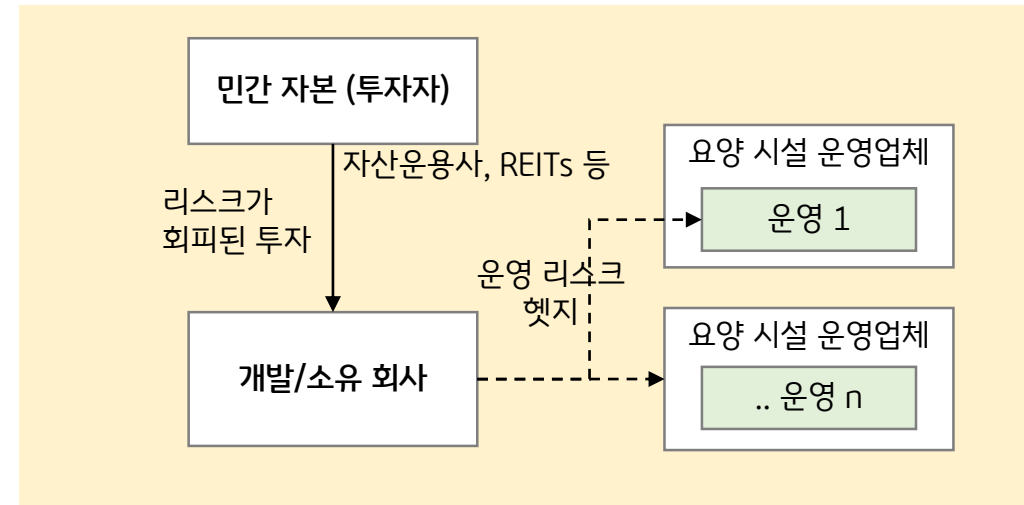 민간 자본 (투자자)
자산운용사, REITs 등
리스크가
회피된 투자
개발/소유 회사
운영 리스크
헷지
요양 시설 운영업체
운영 1
요양 시설 운영업체
.. 운영 n